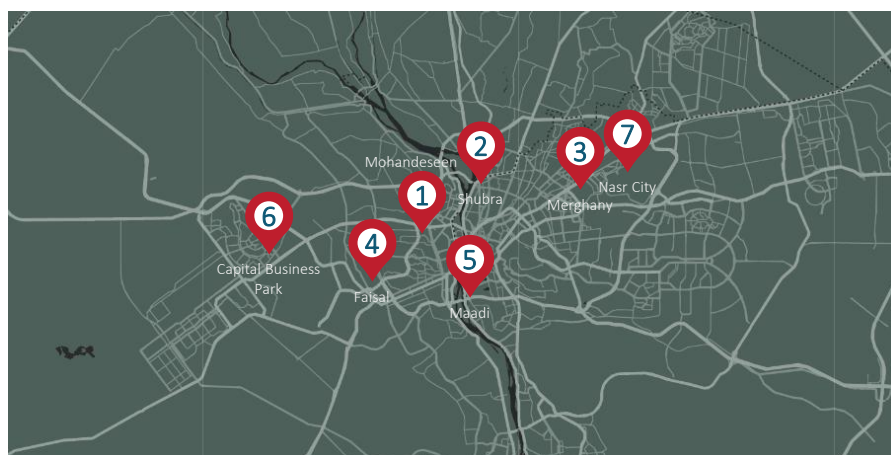 7
2
3
Mohandeseen
Nasr City
1
Shubra
Merghany
6
4
5
Capital Business
Park
Faisal
Maadi